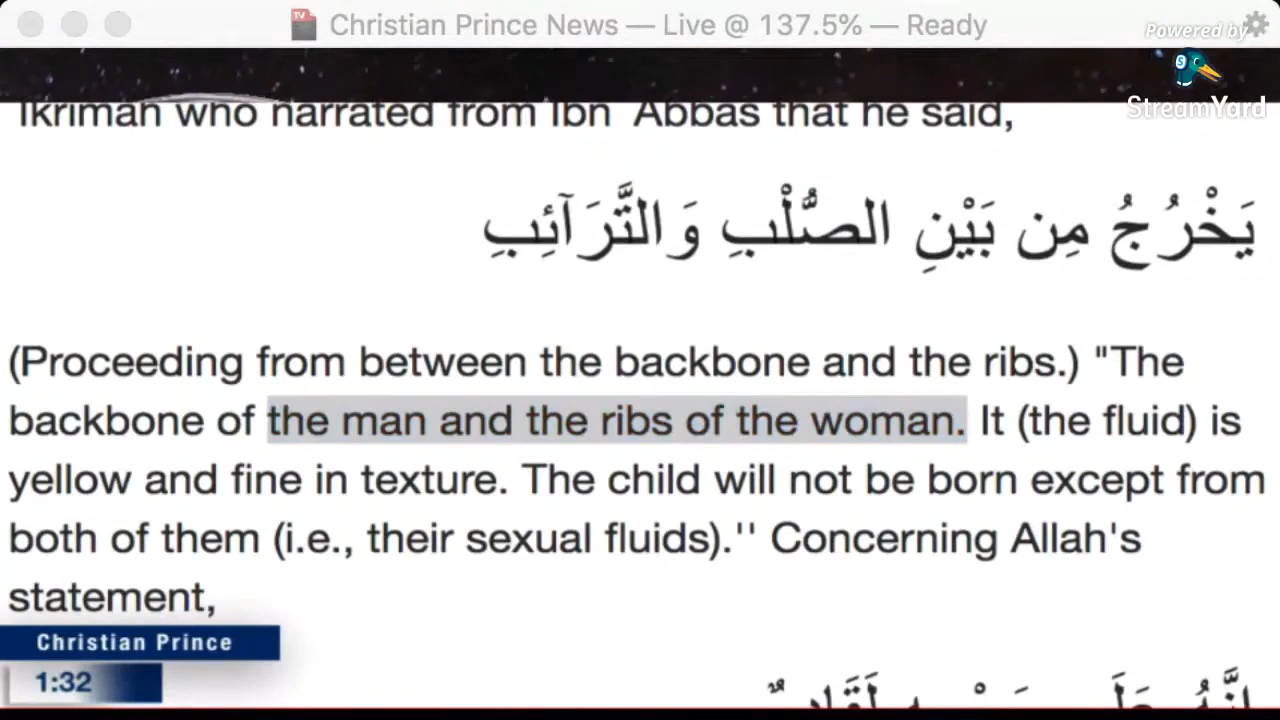 Christian Prince News — Live @ 137.5% — Ready
Powered by
StreamYard
Ikrimah who narrated from Ibn `Abbas that he said,
يَخْرُجُ مِن بَيْنِ الصُّلْبِ وَالتَّرَآئِبِ
(Proceeding from between the backbone and the ribs.) "The
backbone of the man and the ribs of the woman. It (the fluid) is
yellow and fine in texture. The child will not be born except from
both of them (i.e., their sexual fluids).'' Concerning Allah's
statement,
Christian Prince
1:32